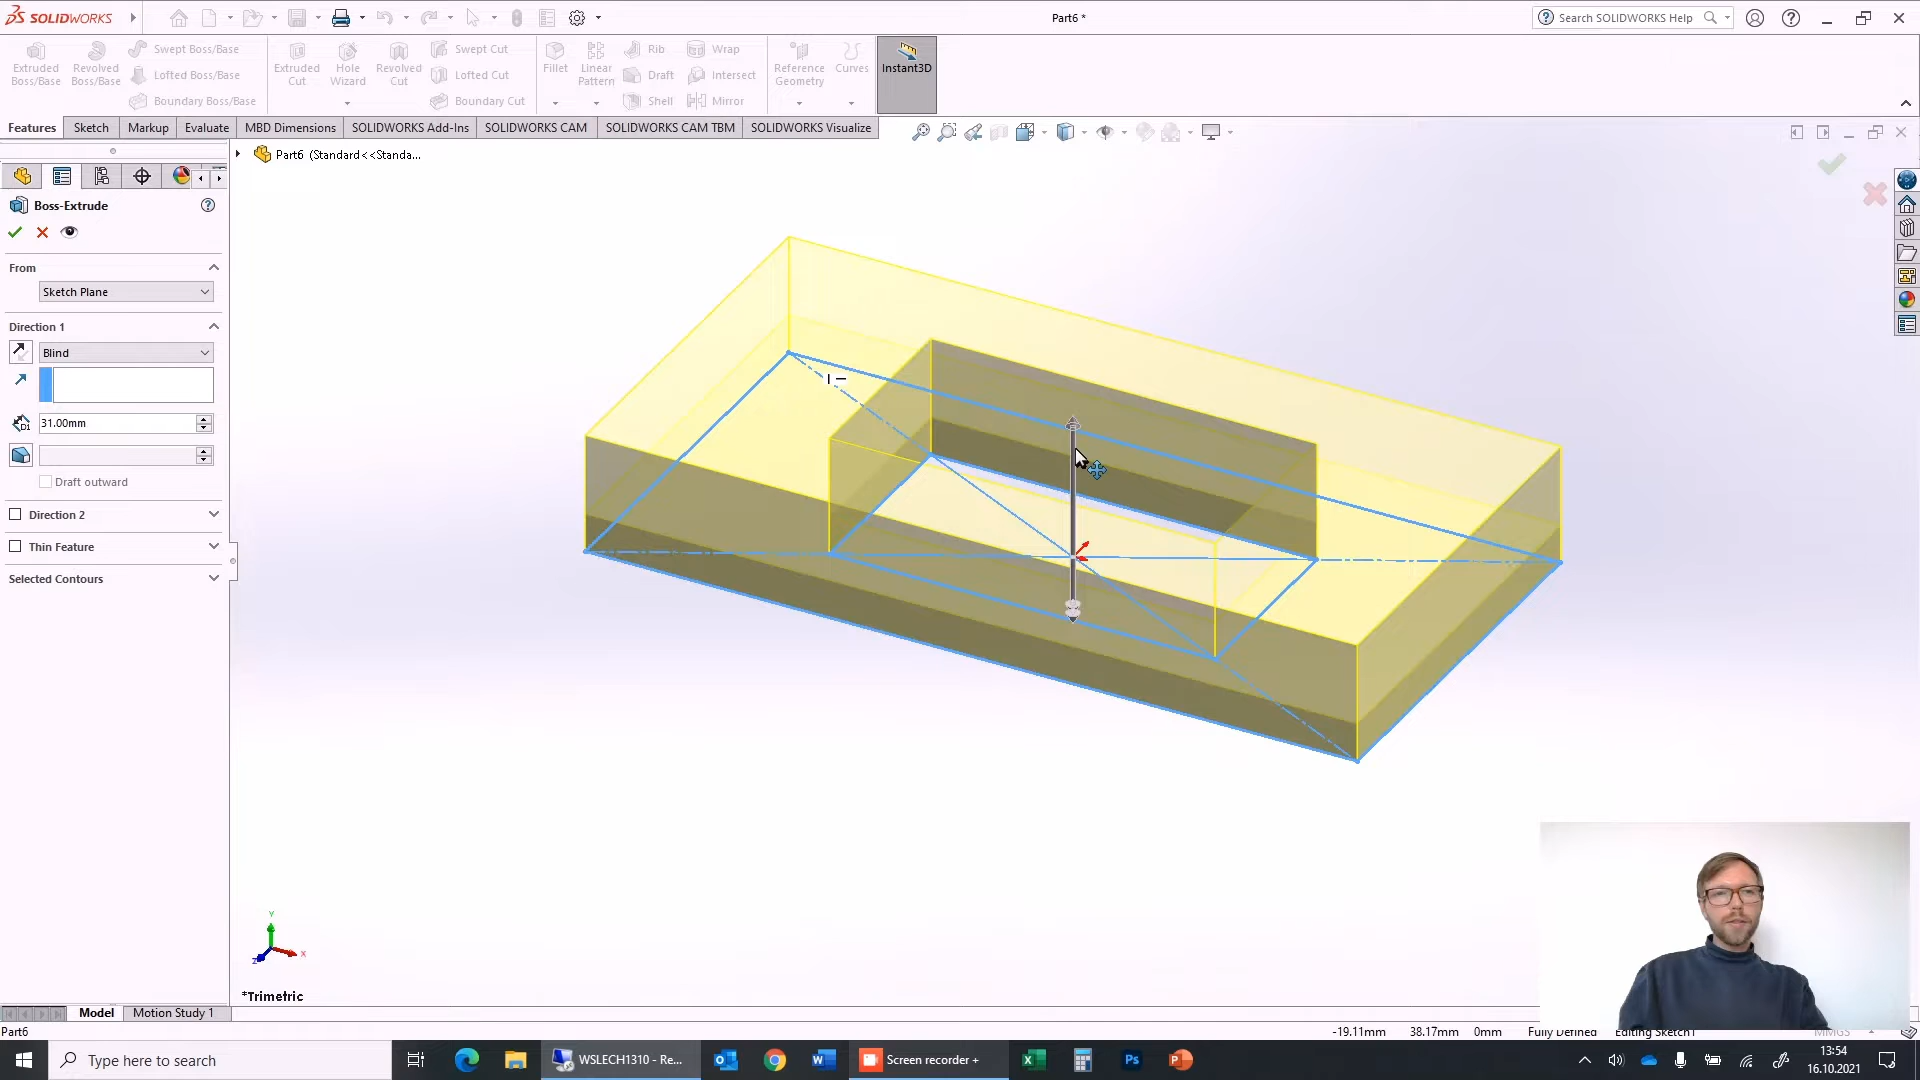 SOLIDWORKS
Part6 *
Search SOLIDWORKS Help
Extruded Boss/Base
Revolved Boss/Base
Swept Boss/Base
Lofted Boss/Base
Boundary Boss/Base
Extruded Cut
Hole Wizard
Revolved Cut
Swept Cut
Lofted Cut
Boundary Cut
Fillet
Linear Pattern
Rib
Draft
Shell
Wrap
Intersect
Mirror
Reference Geometry
Curves
Instant3D
Features
Sketch
Markup
Evaluate
MBD Dimensions
SOLIDWORKS Add-Ins
SOLIDWORKS CAM
SOLIDWORKS CAM TBM
SOLIDWORKS Visualize
Part6 (Standard<<Standa...
Boss-Extrude
From
Sketch Plane
Direction 1
Blind
D1
31.00mm
Draft outward
Direction 2
Thin Feature
Selected Contours
Y
X
Z
*Trimetric
Model
Motion Study 1
Part6
-19.11mm
38.17mm
0mm
Fully Defined
Editing Sketch1
MMGS
Type here to search
WSLECH1310 - Re...
Screen recorder +
13:54
16.10.2021